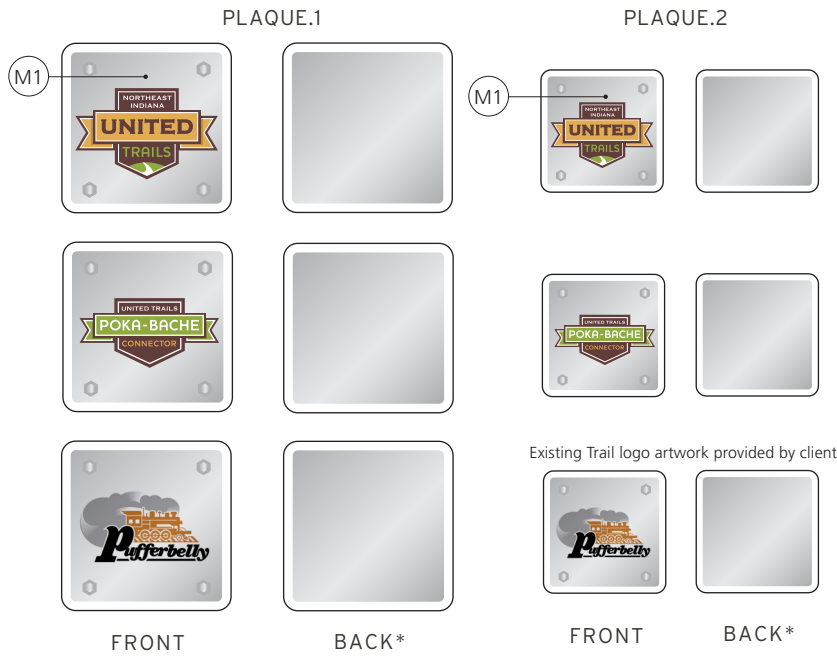 PLAQUE.1
PLAQUE.2
M1
NORTHEAST
INDIANA
UNITED
TRAILS
M1
NORTHEAST
INDIANA
UNITED
TRAILS
UNITED TRAILS
POKA-BACHE
CONNECTOR
UNITED TRAILS
POKA-BACHE
CONNECTOR
Existing Trail logo artwork provided by client
Pufferbelly
Pufferbelly
FRONT
BACK*
FRONT
BACK*